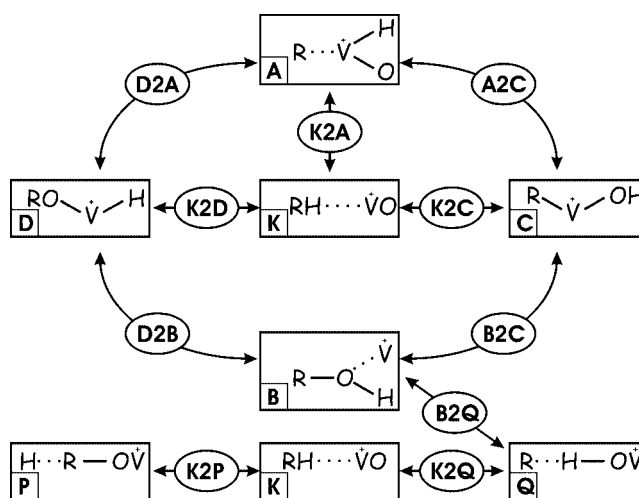 R···V⁺
H
O
A
D2A
A2C
K2A
RO V⁺ H
D
K2D
RH····V⁺O
K
K2C
R V⁺ OH
C
D2B
B2C
V⁺
R—O
H
B
B2Q
H···R—OV⁺
P
K2P
RH····V⁺O
K
K2Q
R···H—OV⁺
Q